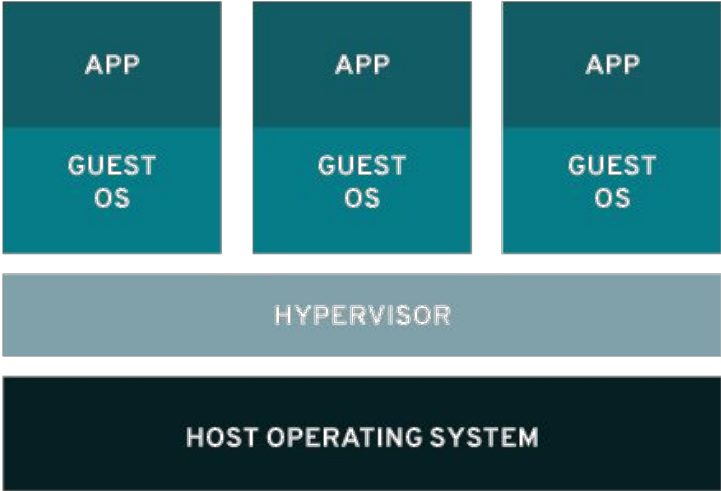 APP
APP
APP
GUEST
OS
GUEST
OS
GUEST
OS
HYPERVISOR
HOST OPERATING SYSTEM